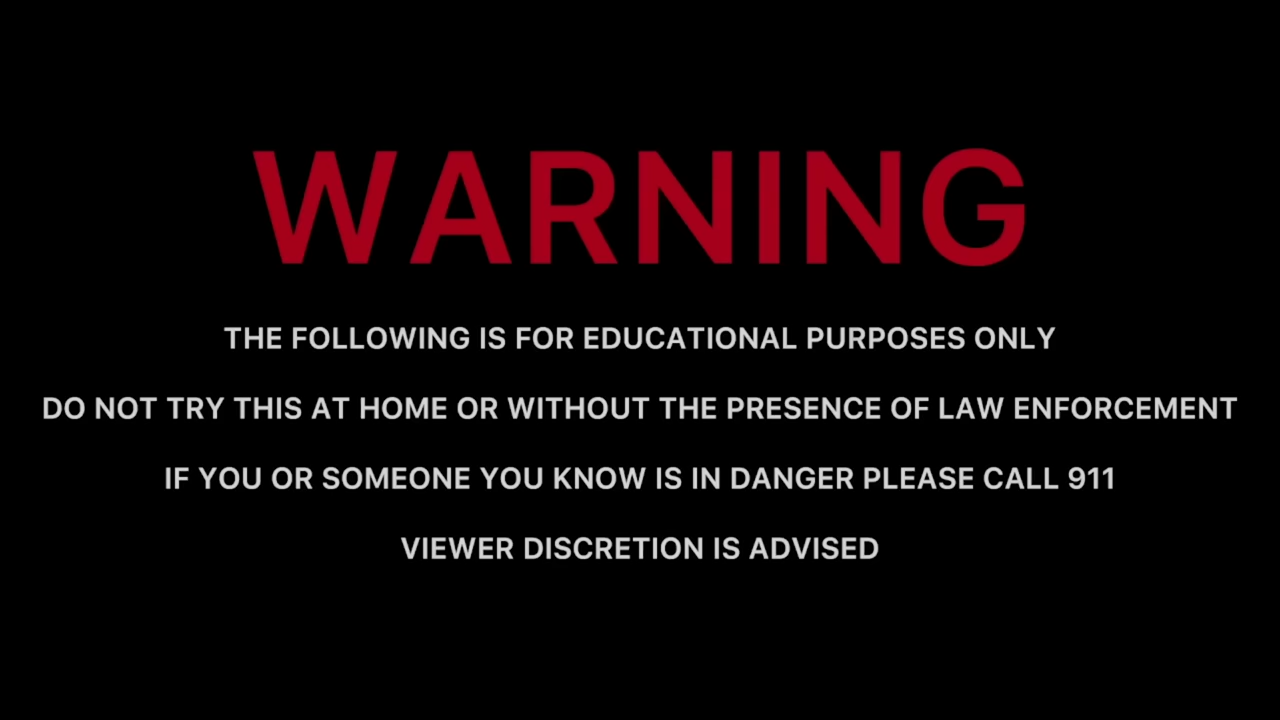 WARNING
THE FOLLOWING IS FOR EDUCATIONAL PURPOSES ONLY
DO NOT TRY THIS AT HOME OR WITHOUT THE PRESENCE OF LAW ENFORCEMENT
IF YOU OR SOMEONE YOU KNOW IS IN DANGER PLEASE CALL 911
VIEWER DISCRETION IS ADVISED